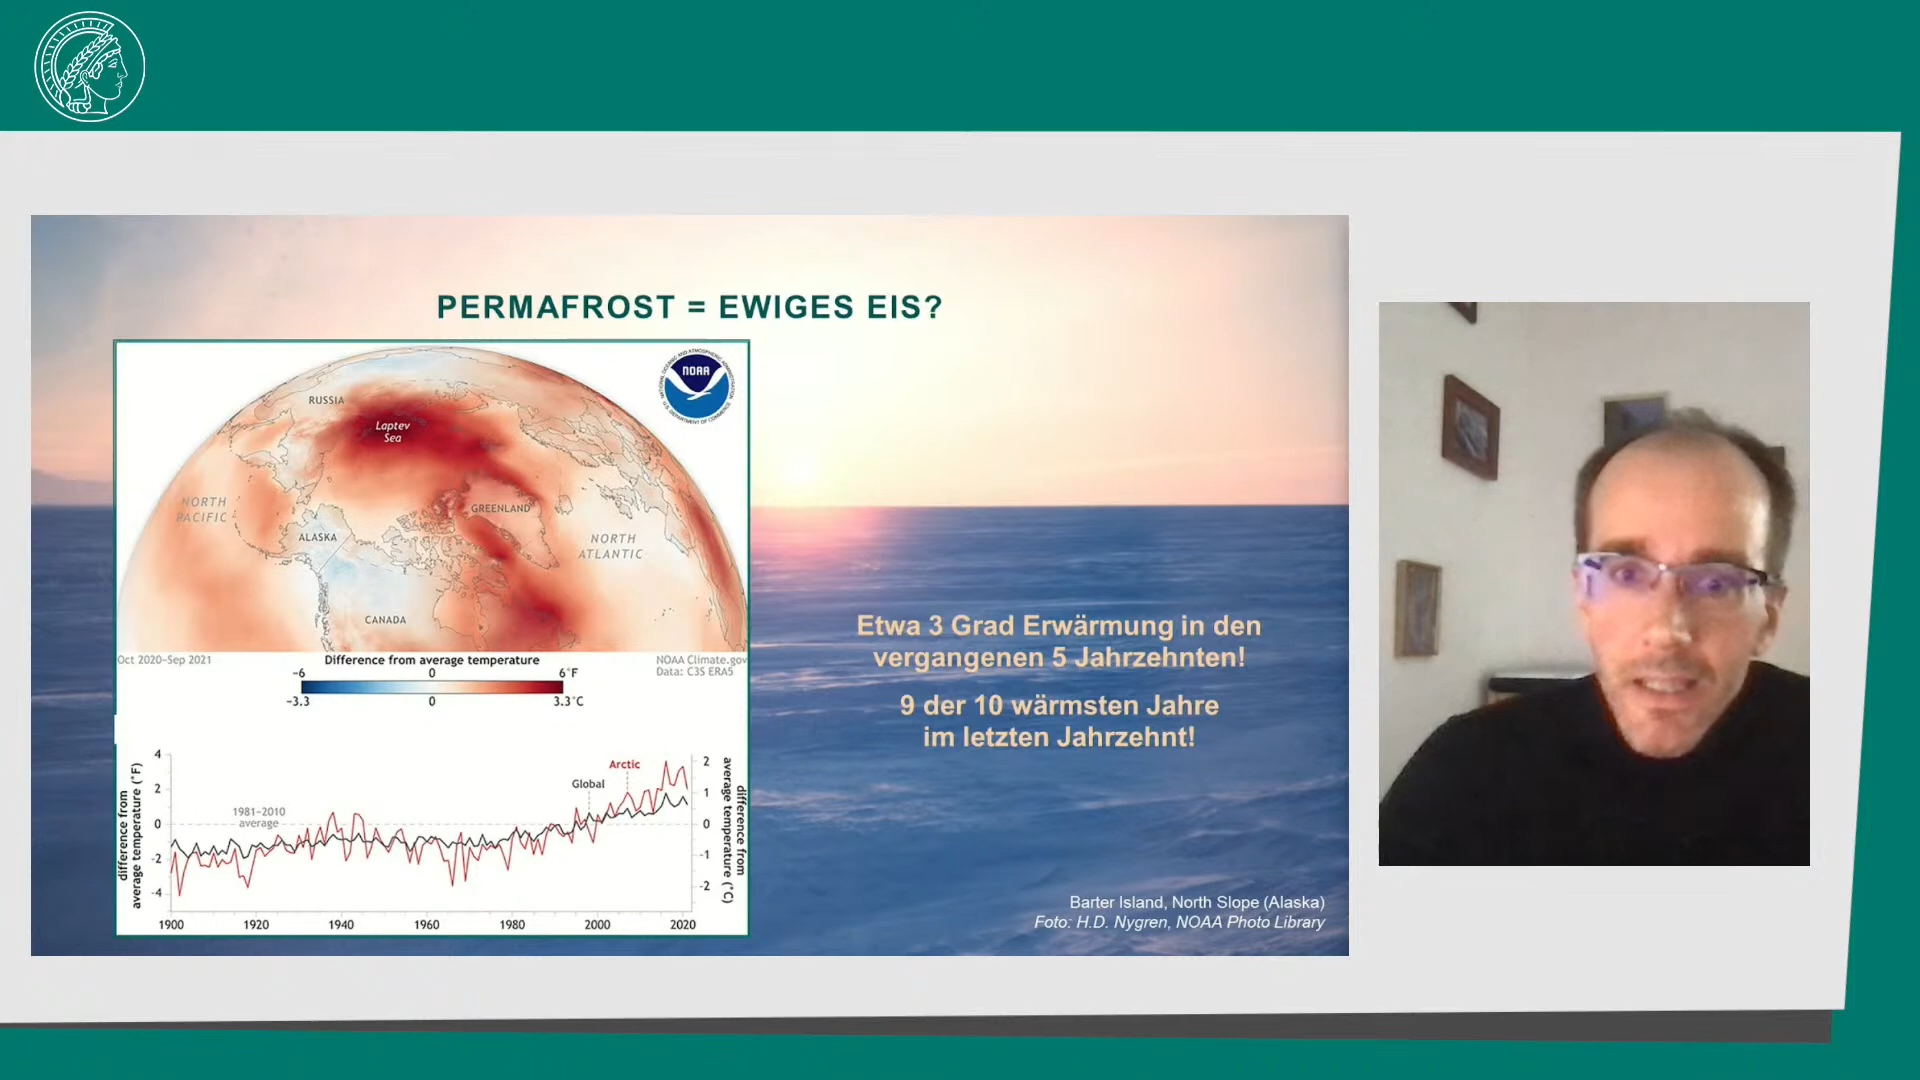 PERMAFROST = EWIGES EIS?
NOAA
RUSSIA
Laptev
Sea
NORTH
PACIFIC
GREENLAND
ALASKA
NORTH
ATLANTIC
CANADA
Oct 2020–Sep 2021
Difference from average temperature
NOAA Climate.gov
Data: C3S ERA5
-6 0 6°F
-3.3 0 3.3°C
difference from
average temperature (°F)
4
2
0
-2
-4
1981–2010
average
Global
Arctic
2
1
0
-1
-2
difference from
average temperature (°C)
1900 1920 1940 1960 1980 2000 2020
Etwa 3 Grad Erwärmung in den
vergangenen 5 Jahrzehnten!
9 der 10 wärmsten Jahre
im letzten Jahrzehnt!
Barter Island, North Slope (Alaska)
Foto: H.D. Nygren, NOAA Photo Library